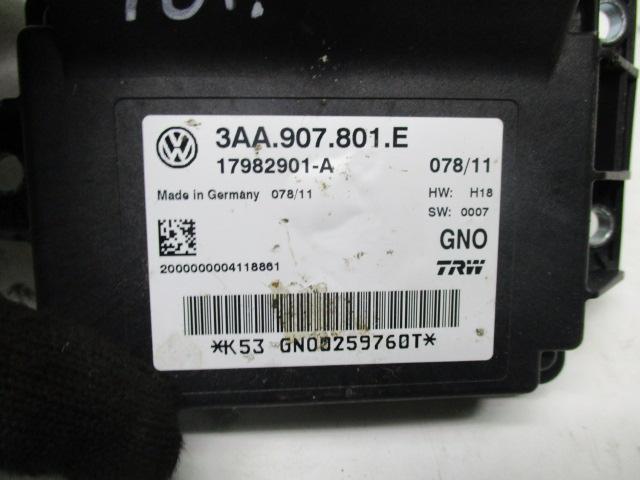 3AA.907.801.E
17982901-A 078/11
Made in Germany 078/11 HW: H18
SW: 0007
GNO
2000000004118861 TRW
*K53 GNO0259760T*